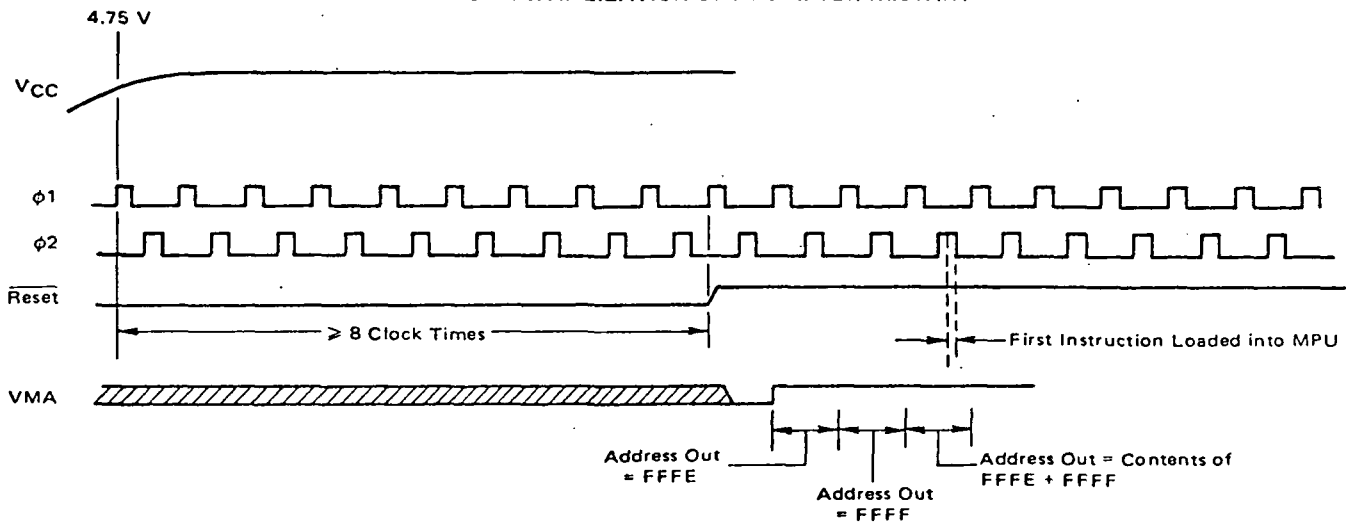 4.75 V
VCC
φ1
φ2
Reset
≥ 8 Clock Times
First Instruction Loaded into MPU
VMA
Address Out
= FFFE
Address Out
= FFFF
Address Out = Contents of
FFFE + FFFF